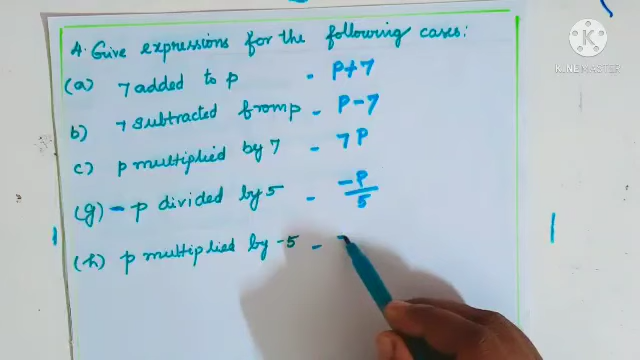 4. Give expressions for the following cases:
(a) 7 added to p - p+7
b) 7 subtracted from p - p-7
c) p multiplied by 7 - 7p
(g) -p divided by 5 - -p/5
(h) p multiplied by -5 - -
KINEMASTER